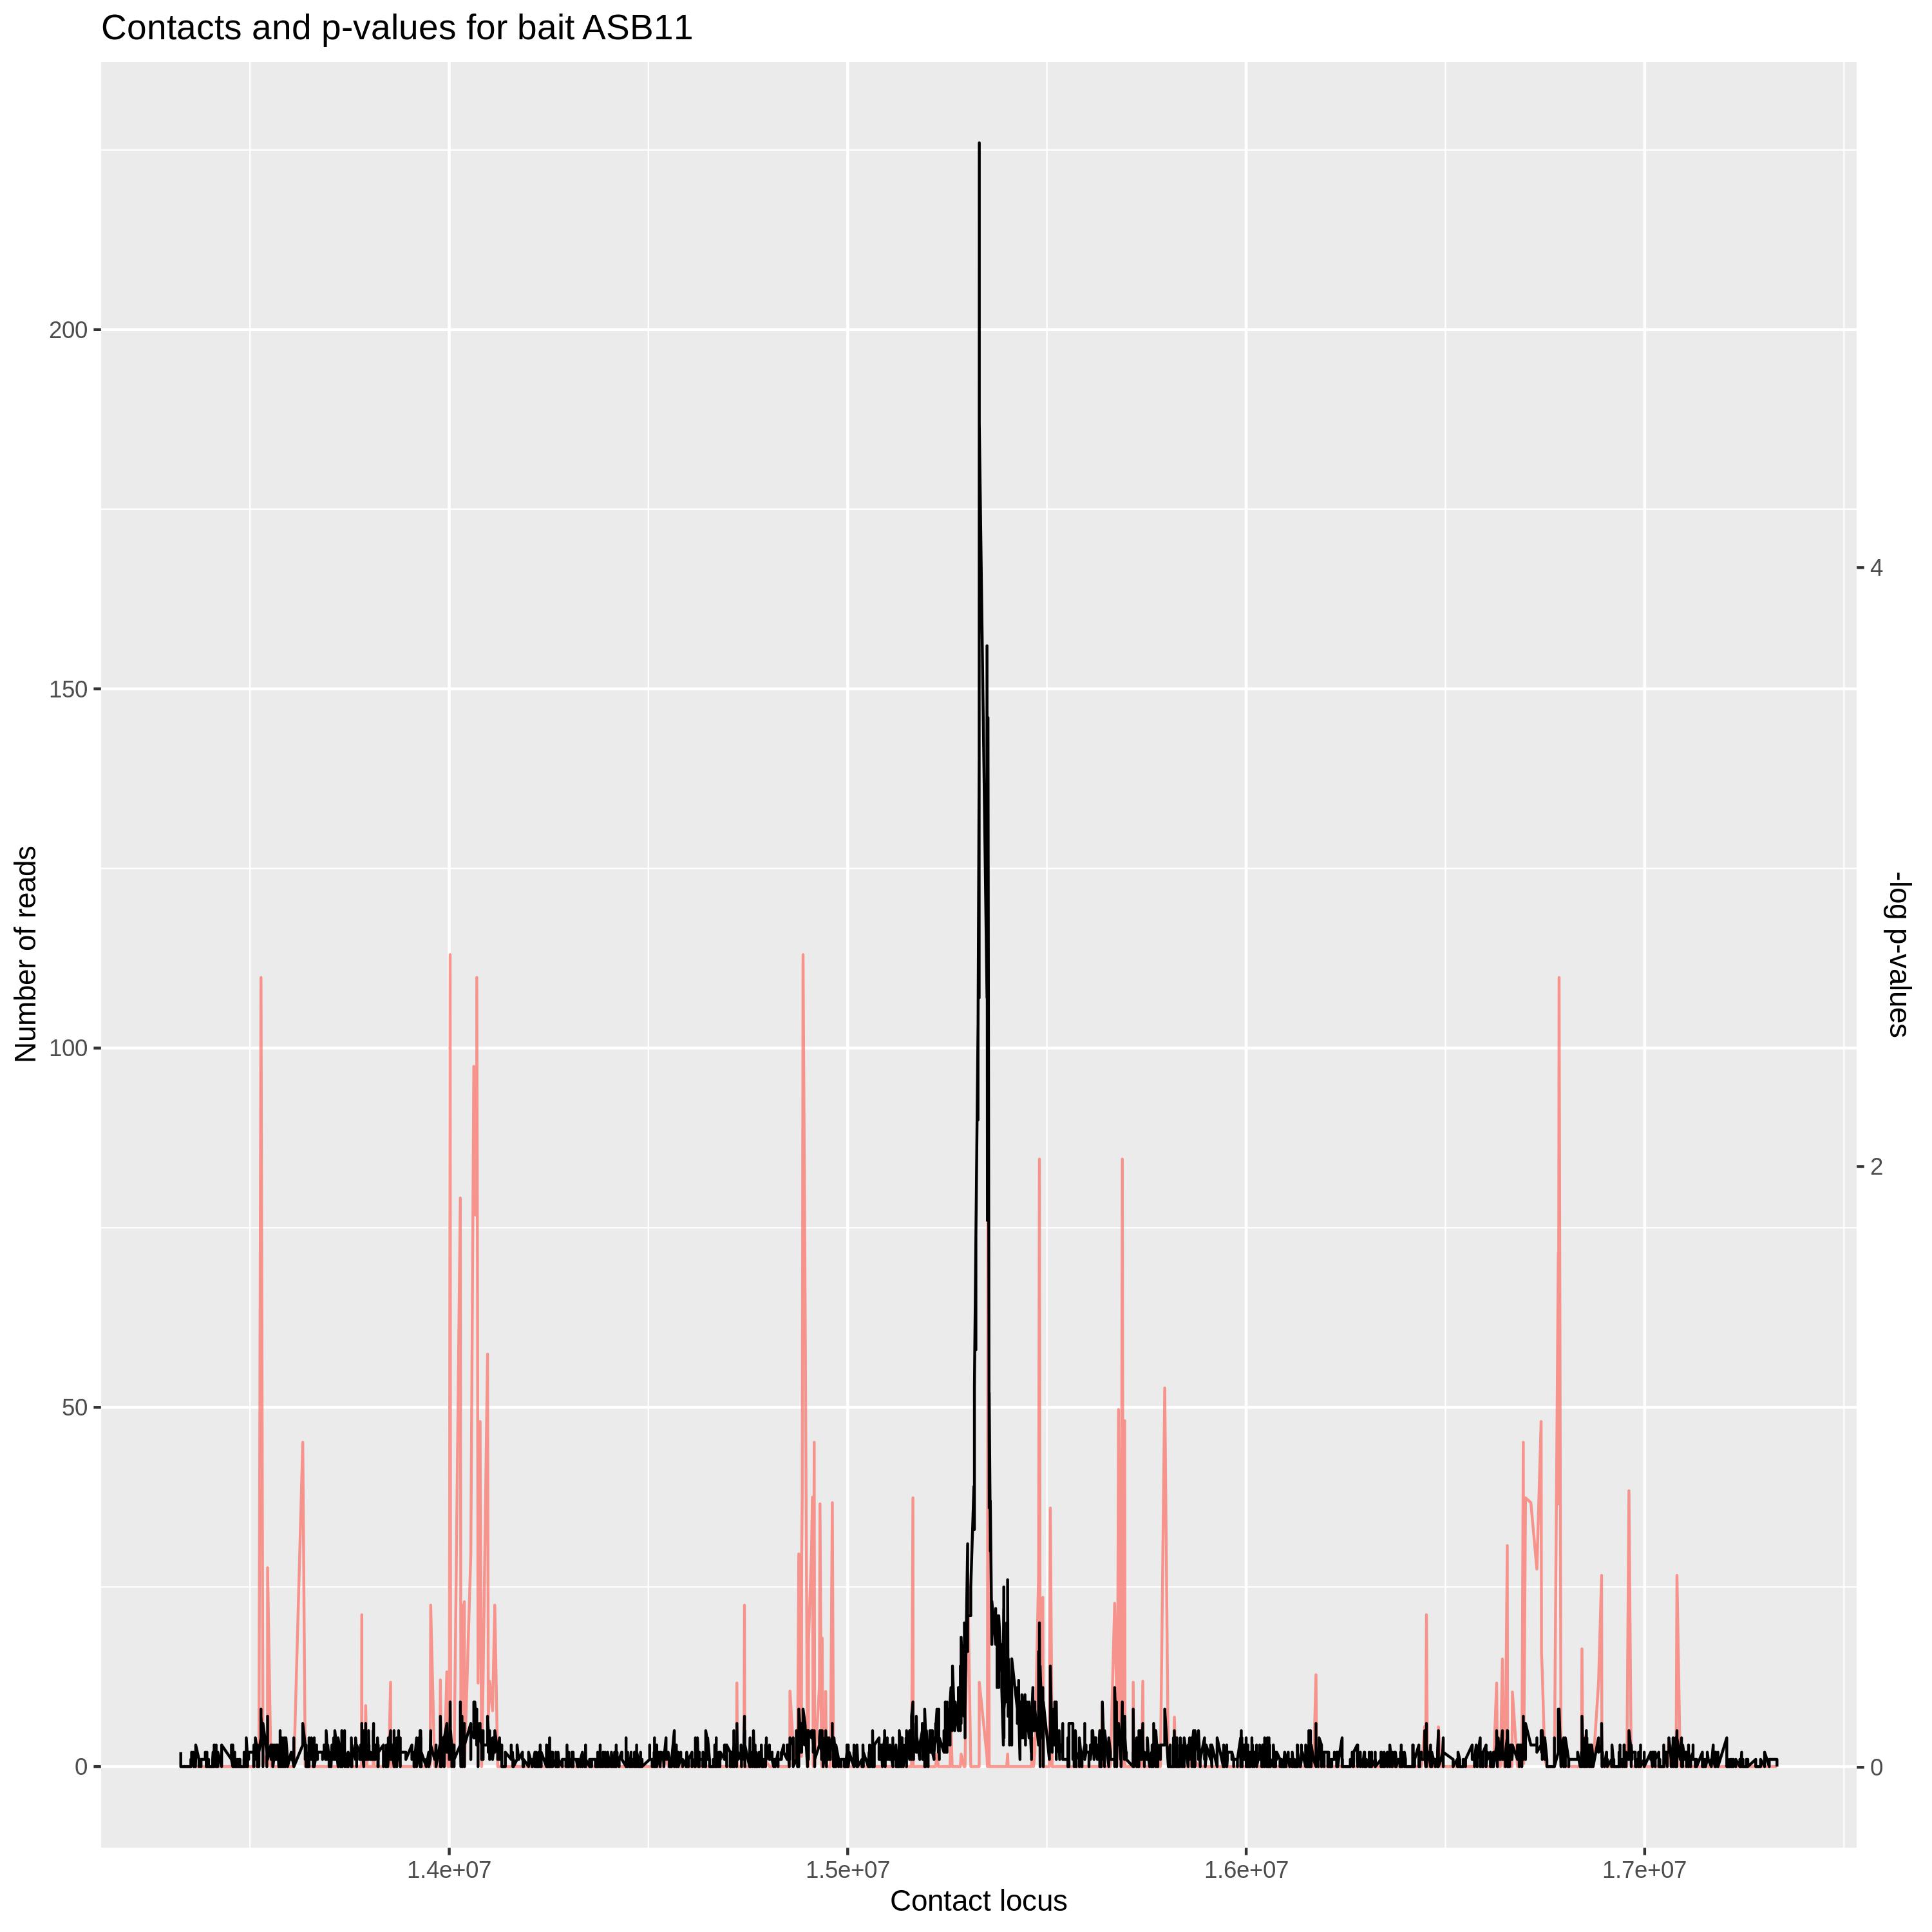 Contacts and p-values for bait ASB11
200
150
100
50
0
Number of reads
4
2
0
-log p-values
1.4e+07 1.5e+07 1.6e+07 1.7e+07
Contact locus